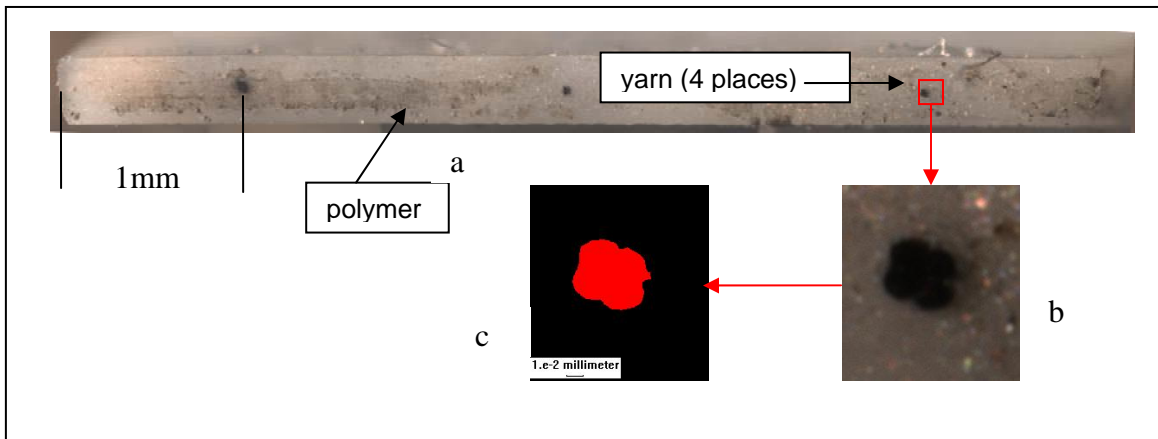 yarn (4 places)
1mm
a
polymer
b
c
1.e-2 millimeter